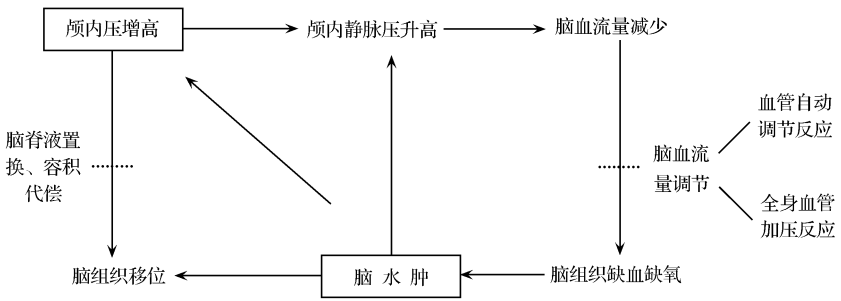 颅内压增高
颅内静脉压升高
脑血流量减少
脑脊液置
换、容积
代偿
脑血流
量调节
血管自动
调节反应
全身血管
加压反应
脑组织移位
脑 水 肿
脑组织缺血缺氧